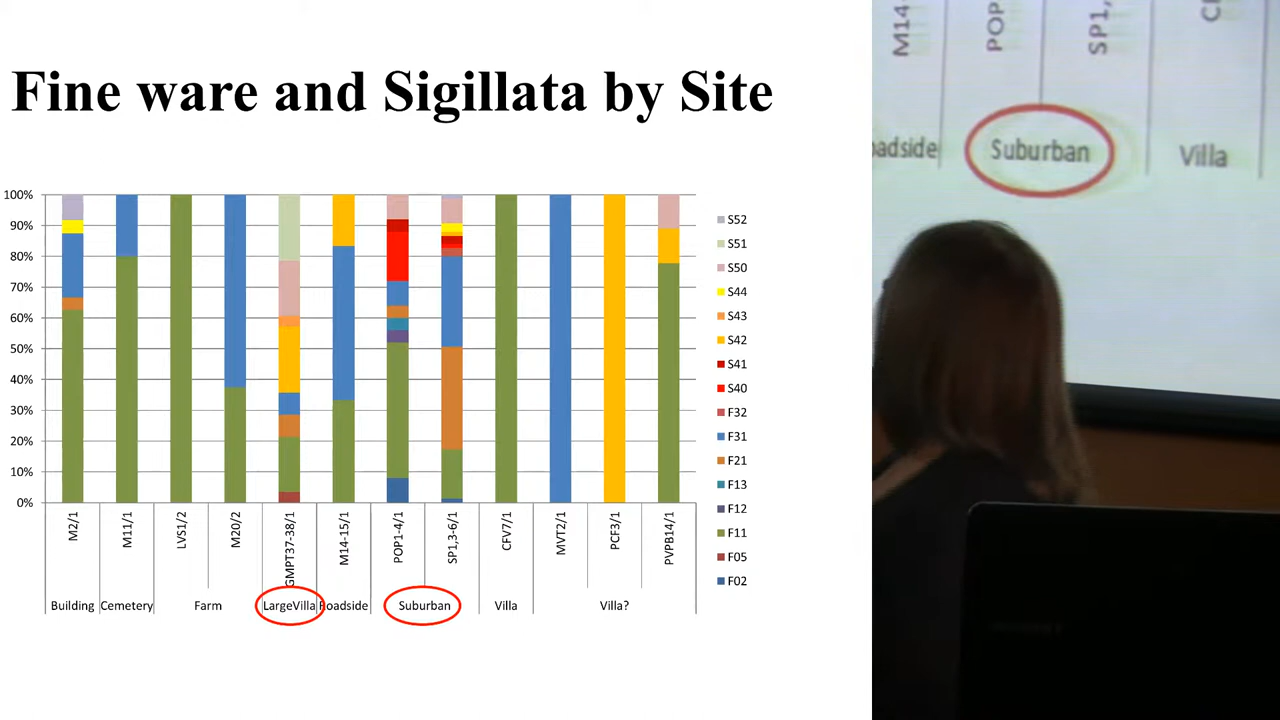 Fine ware and Sigillata by Site
100%
90%
80%
70%
60%
50%
40%
30%
20%
10%
0%
M2/1
M11/1
LVS1/2
M20/2
GMPT37-38/1
M14-15/1
POP1-4/1
SP1,3-6/1
CFV7/1
MVT2/1
PCF3/1
PVPB14/1
Building
Cemetery
Farm
LargeVilla
Roadside
Suburban
Villa
Villa?
S52
S51
S50
S44
S43
S42
S41
S40
F32
F31
F21
F13
F12
F11
F05
F02
M14-
POP
SP1,
adside
Suburban
Villa